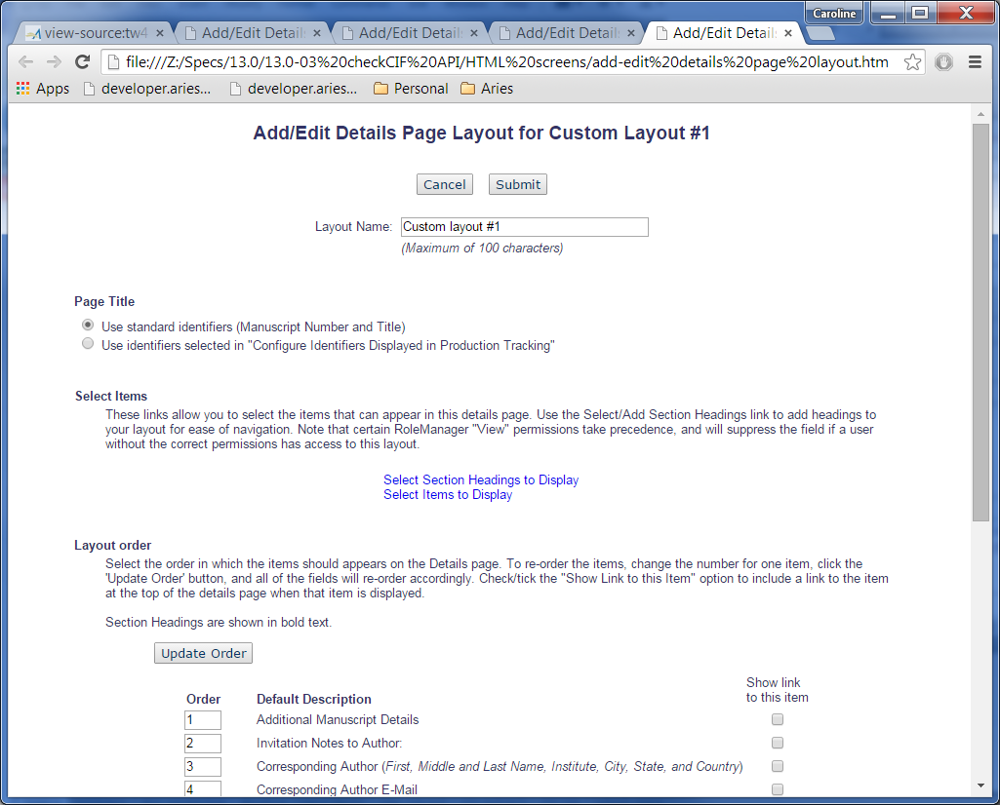 Caroline
view-source:tw4
Add/Edit Details
Add/Edit Details
Add/Edit Details
Add/Edit Details
file:///Z:/Specs/13.0/13.0-03%20checkCIF%20API/HTML%20screens/add-edit%20details%20page%20layout.htm
Apps developer.aries... developer.aries... Personal Aries
Add/Edit Details Page Layout for Custom Layout #1
Cancel Submit
Layout Name: Custom layout #1
(Maximum of 100 characters)
Page Title
Use standard identifiers (Manuscript Number and Title)
Use identifiers selected in "Configure Identifiers Displayed in Production Tracking"
Select Items
These links allow you to select the items that can appear in this details page. Use the Select/Add Section Headings link to add headings to
your layout for ease of navigation. Note that certain RoleManager "View" permissions take precedence, and will suppress the field if a user
without the correct permissions has access to this layout.
Select Section Headings to Display
Select Items to Display
Layout order
Select the order in which the items should appears on the Details page. To re-order the items, change the number for one item, click the
'Update Order' button, and all of the fields will re-order accordingly. Check/tick the "Show Link to this Item" option to include a link to the item
at the top of the details page when that item is displayed.
Section Headings are shown in bold text.
Update Order
Show link
to this item
Order Default Description
1 Additional Manuscript Details
2 Invitation Notes to Author:
3 Corresponding Author (First, Middle and Last Name, Institute, City, State, and Country)
4 Corresponding Author E-Mail